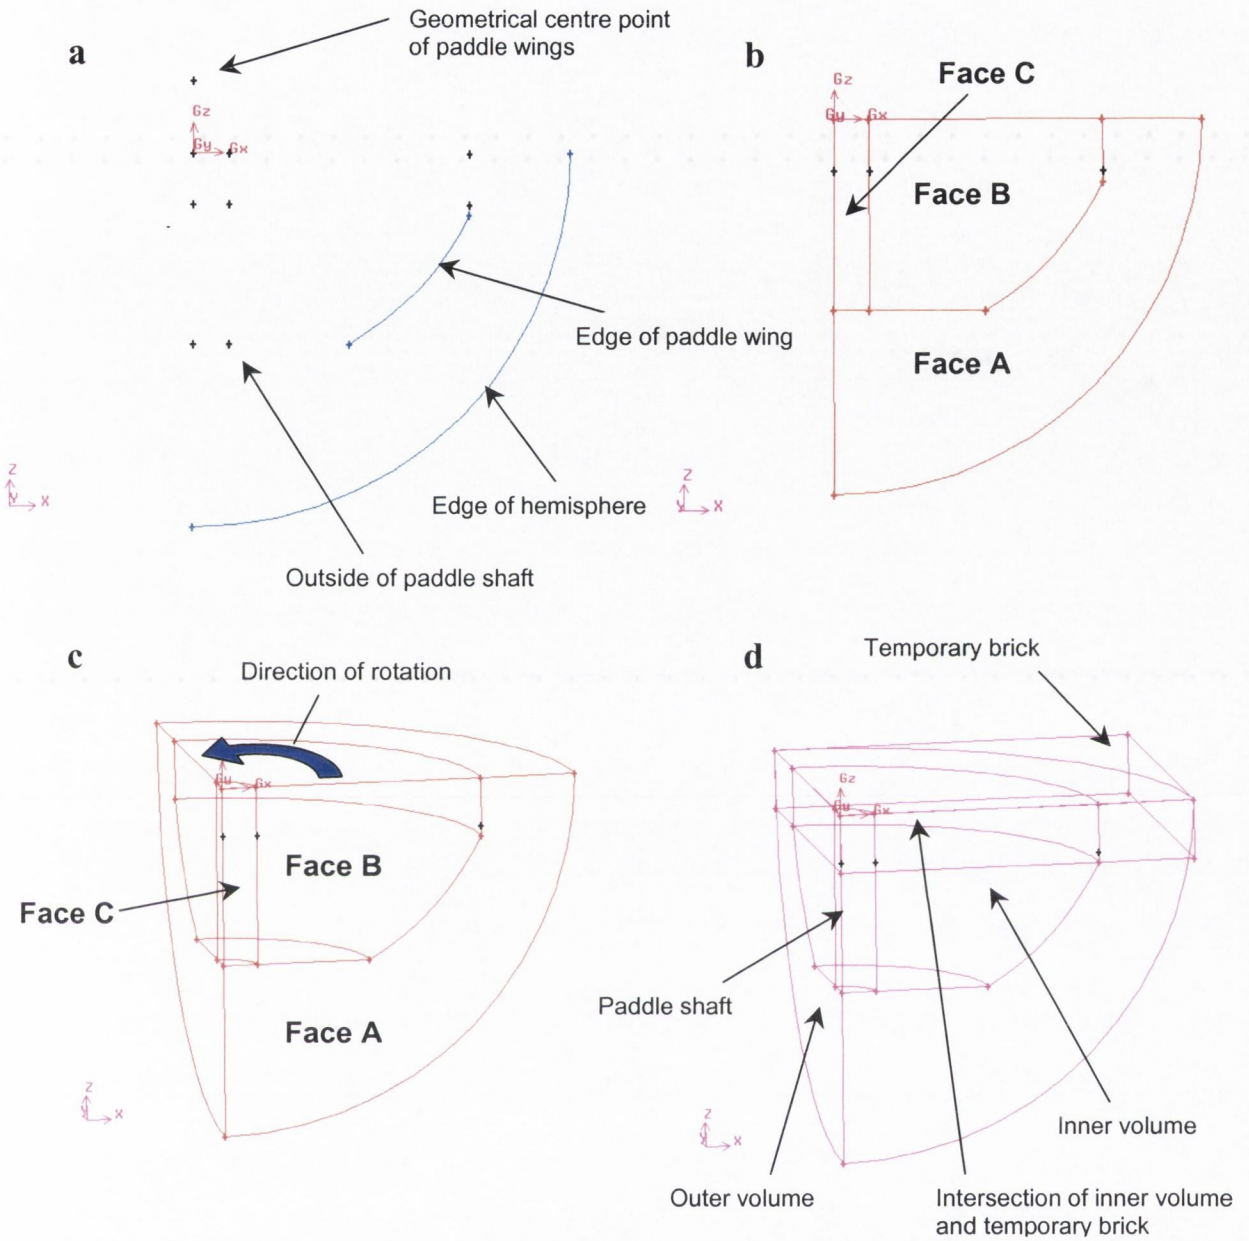 a
Geometrical centre point
of paddle wings
Gz
Gy Gx
Edge of paddle wing
Edge of hemisphere
Outside of paddle shaft
Z
Y X
b
Face C
Gz
Gy Gx
Face B
Face A
Z
Y X
c
Direction of rotation
Gy Gx
Face B
Face C
Face A
Z
Y X
d
Temporary brick
Gz
Gy Gx
Paddle shaft
Inner volume
Z
Y X
Outer volume
Intersection of inner volume
and temporary brick